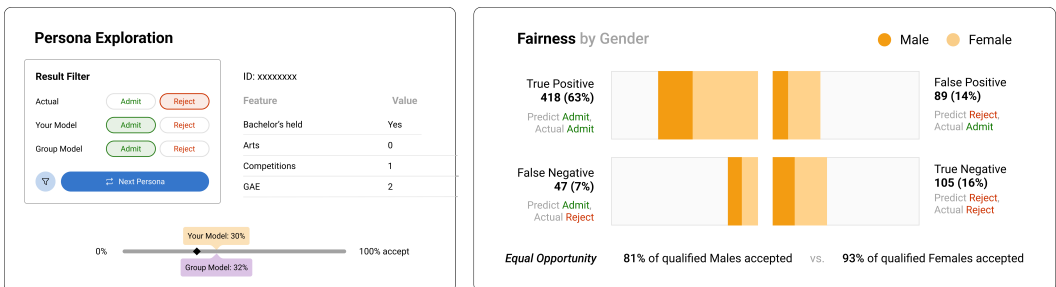 Persona Exploration
Result Filter
Actual Admit Reject
Your Model Admit Reject
Group Model Admit Reject
Next Persona
ID: xxxxxxxx
Feature Value
Bachelor's held Yes
Arts 0
Competitions 1
GAE 2
Your Model: 30%
0% 100% accept
Group Model: 32%
Fairness by Gender
Male Female
True Positive
418 (63%)
Predict Admit,
Actual Admit
False Positive
89 (14%)
Predict Reject,
Actual Admit
False Negative
47 (7%)
Predict Admit,
Actual Reject
True Negative
105 (16%)
Predict Reject,
Actual Reject
Equal Opportunity 81% of qualified Males accepted vs. 93% of qualified Females accepted